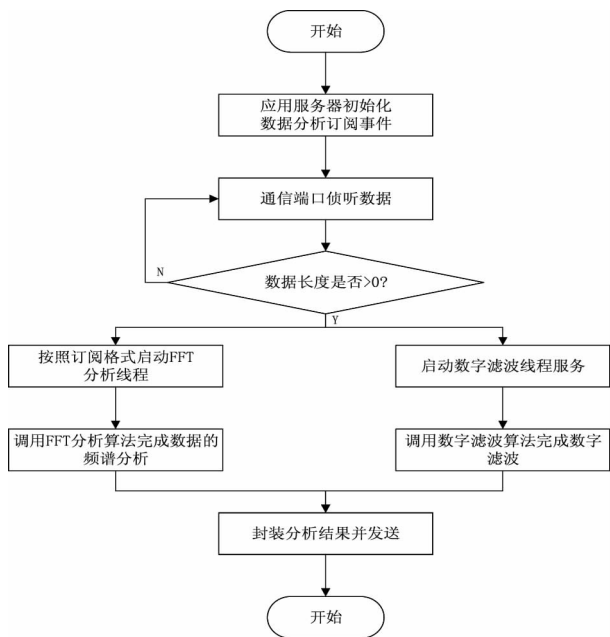 开始
应用服务器初始化
数据分析订阅事件
通信端口侦听数据
N
数据长度是否>0?
Y
按照订阅格式启动FFT
分析线程
启动数字滤波线程服务
调用FFT分析算法完成数据的
频谱分析
调用数字滤波算法完成数字
滤波
封装分析结果并发送
开始